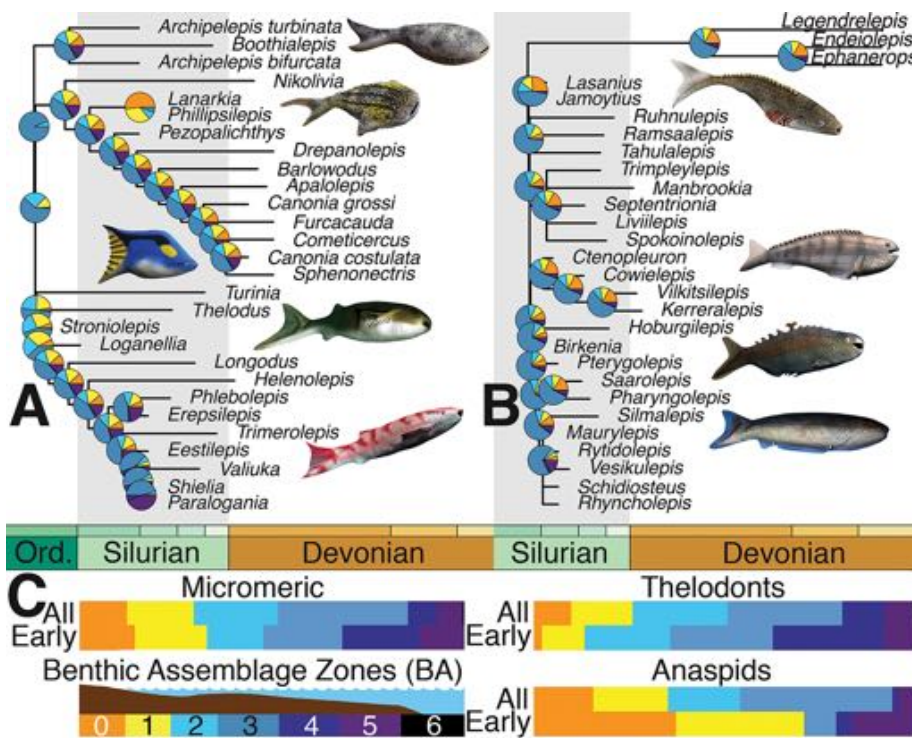 Archipelepis turbinata
Boothialepis
Archipelepis bifurcata
Nikolivia
Lanarkia
Phillipsilepis
Pezopalichthys
Drepanolepis
Barlowodus
Apalolepis
Canonia grossi
Furcacauda
Cometicercus
Canonia costulata
Sphenonectris
Turinia
Thelodus
Stroniolepis
Loganellia
Longodus
Helenolepis
Phlebolepis
Erepsilepis
Trimerolepis
Eestilepis
Valiuka
Shielia
Paralogania
A
Legendrelepis
Endeiolepis
Ephanerops
Lasanius
Jamoytius
Ruhnulepis
Ramsaalepis
Tahulalepis
Trimpleylepis
Manbrookia
Septentrionia
Liviilepis
Spokoinolepis
Ctenopleuron
Cowielepis
Vilkitsilepis
Kerreralepis
Hoburgilepis
Birkenia
Pterygolepis
Saarolepis
Pharyngolepis
Silmalepis
Maurylepis
Rytidolepis
Vesikulepis
Schidiosteus
Rhyncholepis
B
Ord. Silurian Devonian Silurian Devonian
C
Micromeric
All
Early
Benthic Assemblage Zones (BA)
0 1 2 3 4 5 6
Thelodonts
All
Early
Anaspids
All
Early